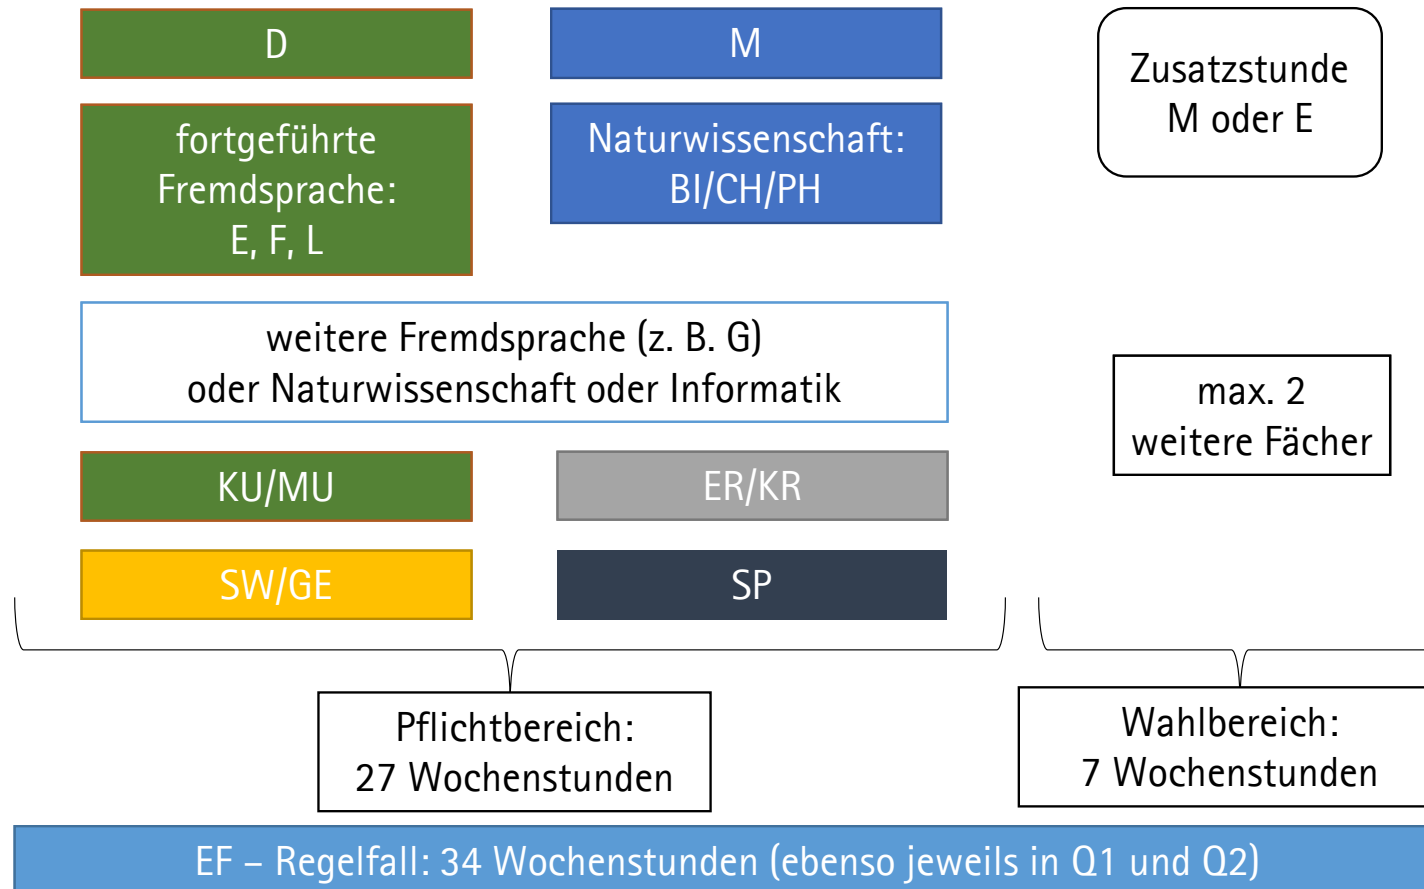 D
M
Zusatzstunde
M oder E
fortgeführte
Fremdsprache:
E, F, L
Naturwissenschaft:
BI/CH/PH
weitere Fremdsprache (z. B. G)
oder Naturwissenschaft oder Informatik
max. 2
weitere Fächer
KU/MU
ER/KR
SW/GE
SP
Pflichtbereich:
27 Wochenstunden
Wahlbereich:
7 Wochenstunden
EF – Regelfall: 34 Wochenstunden (ebenso jeweils in Q1 und Q2)